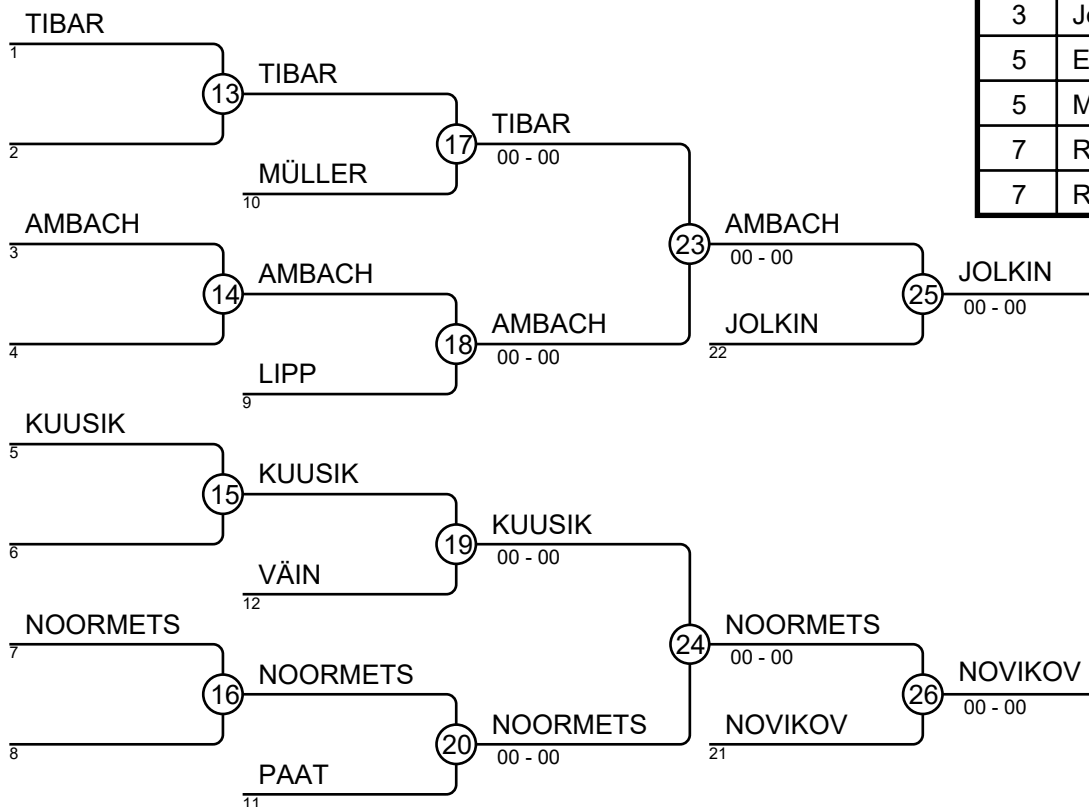 TIBAR
1
13
TIBAR
2
17
TIBAR
00 - 00
MÜLLER
10
AMBACH
3
23
AMBACH
00 - 00
14
AMBACH
25
JOLKIN
00 - 00
4
18
AMBACH
00 - 00
JOLKIN
22
LIPP
9
KUUSIK
5
15
KUUSIK
6
19
KUUSIK
00 - 00
VÄIN
12
NOORMETS
7
24
NOORMETS
00 - 00
16
NOORMETS
26
NOVIKOV
00 - 00
8
20
NOORMETS
00 - 00
NOVIKOV
21
PAAT
11
3
5 E
5 M
7 R
7 R